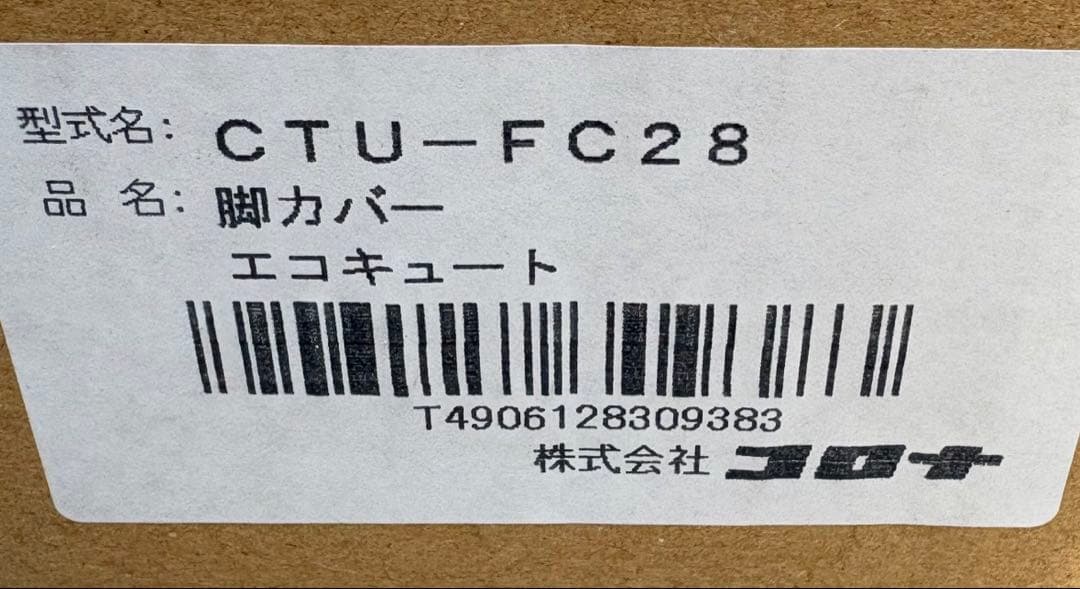 型式名: CTU-FC28
品 名: 脚カバー
エコキュート
T4906128309383
株式会社 コロナ